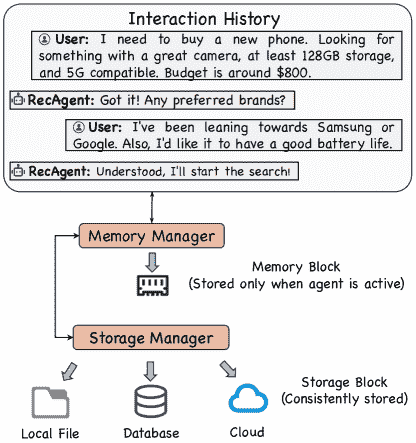 Interaction History
User: I need to buy a new phone. Looking for
something with a great camera, at least 128GB storage,
and 5G compatible. Budget is around $800.
RecAgent: Got it! Any preferred brands?
User: I've been leaning towards Samsung or
Google. Also, I'd like it to have a good battery life.
RecAgent: Understood, I'll start the search!
Memory Manager
Memory Block
(Stored only when agent is active)
Storage Manager
Storage Block
(Consistently stored)
Local File
Database
Cloud